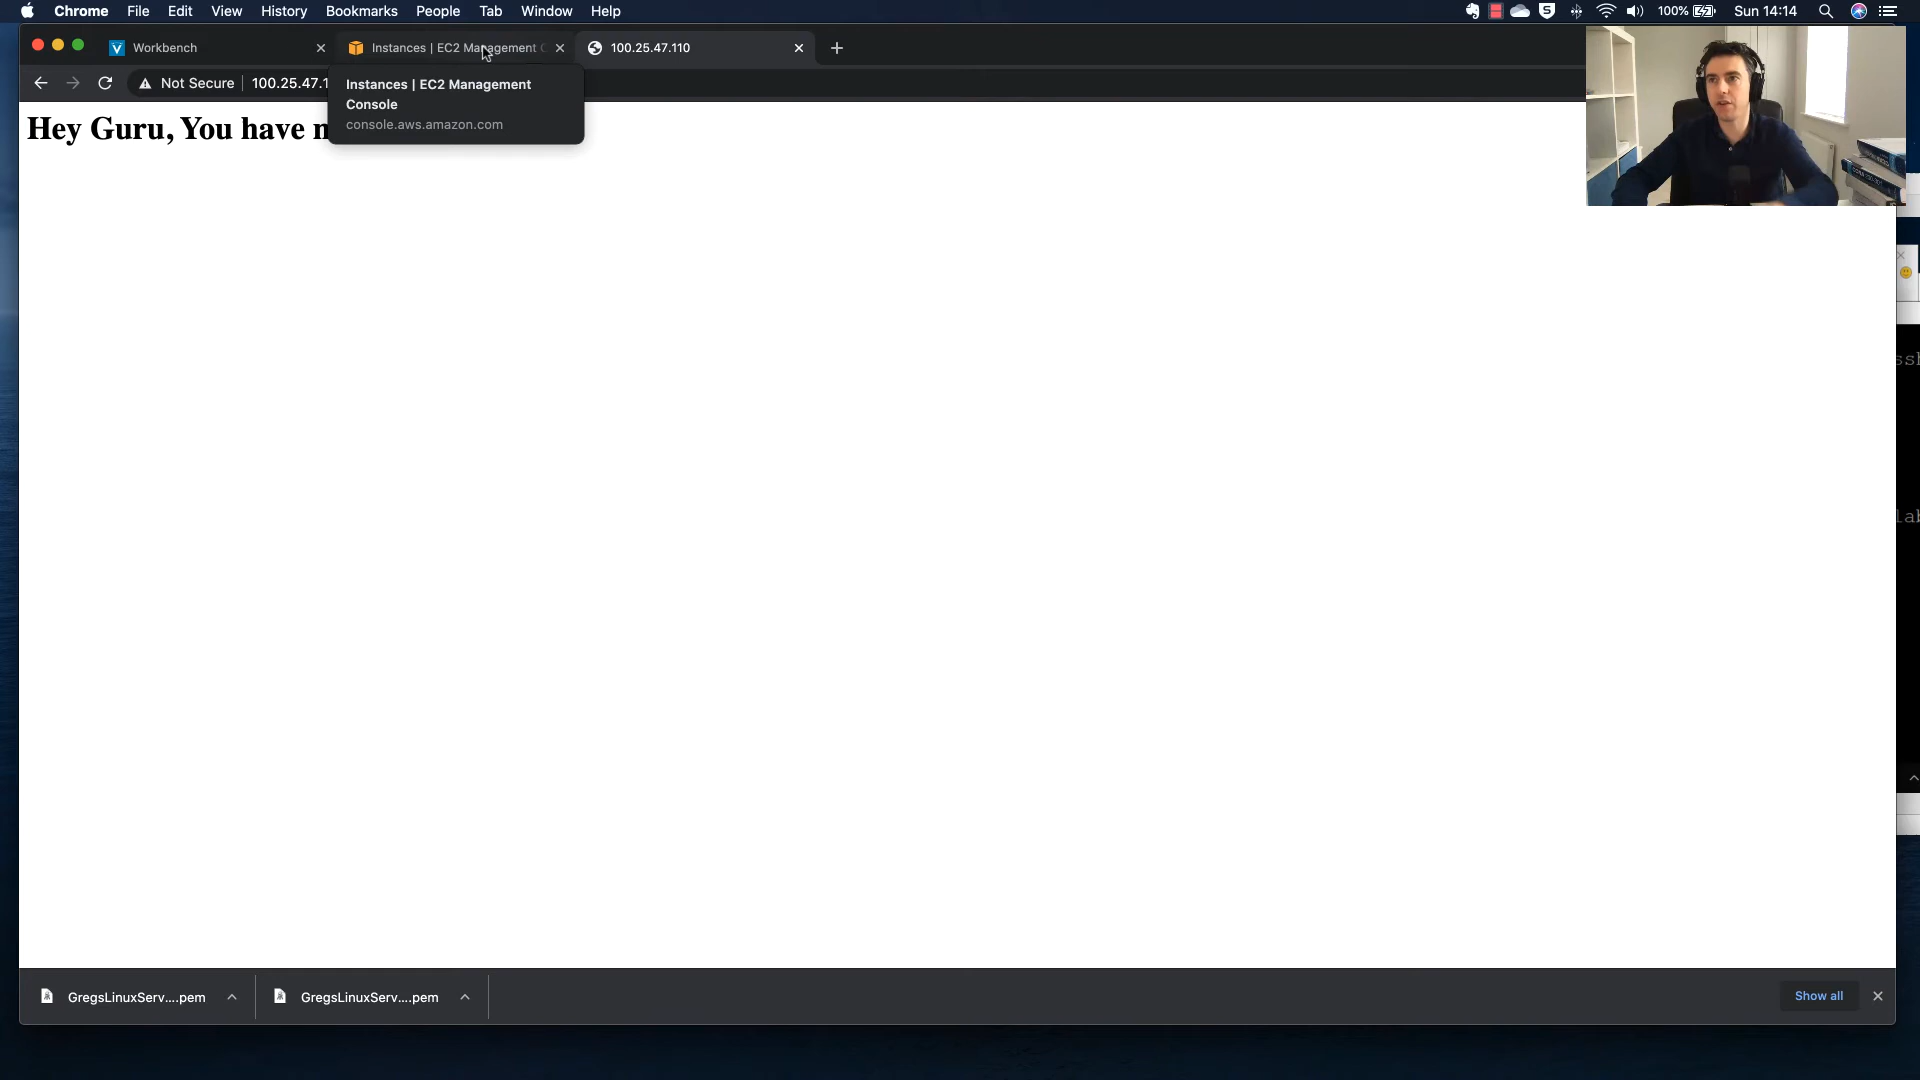 Chrome File Edit View History Bookmarks People Tab Window Help
100% Sun 14:14
Workbench
Instances | EC2 Management
100.25.47.110
Not Secure 100.25.47.1
Instances | EC2 Management
Console
console.aws.amazon.com
Hey Guru, You have
GregsLinuxServ....pem
GregsLinuxServ....pem
Show all